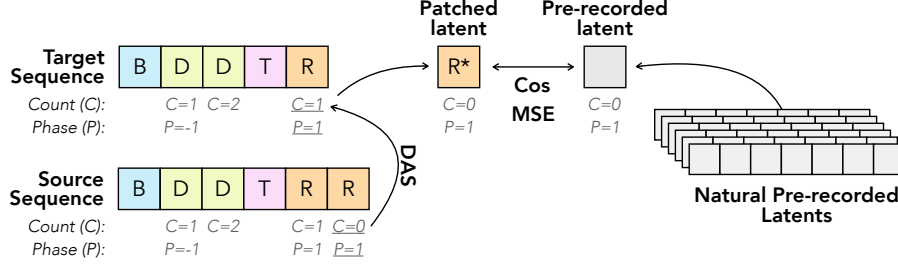 Patched latent
Pre-recorded latent
Target Sequence
B D D T R
R*
Cos
MSE
Count (C): C=1 C=2 C=1
Phase (P): P=-1 P=1
C=0
P=1
C=0
P=1
DAS
Source Sequence
B D D T R R
Count (C): C=1 C=2 C=1 C=0
Phase (P): P=-1 P=1 P=1
Natural Pre-recorded
Latents